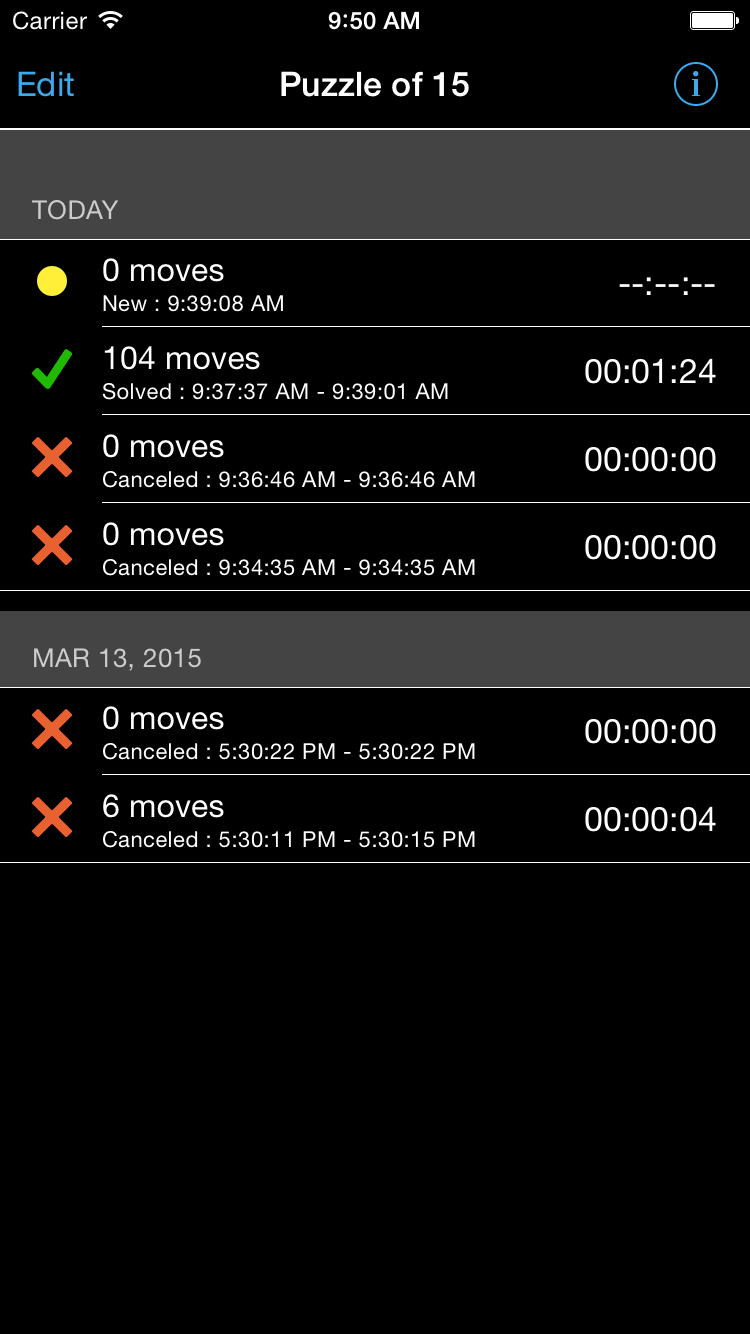 Carrier 9:50 AM
Edit Puzzle of 15 i
TODAY
0 moves
New : 9:39:08 AM
--:--:--
104 moves
Solved : 9:37:37 AM - 9:39:01 AM
00:01:24
0 moves
Canceled : 9:36:46 AM - 9:36:46 AM
00:00:00
0 moves
Canceled : 9:34:35 AM - 9:34:35 AM
00:00:00
MAR 13, 2015
0 moves
Canceled : 5:30:22 PM - 5:30:22 PM
00:00:00
6 moves
Canceled : 5:30:11 PM - 5:30:15 PM
00:00:04